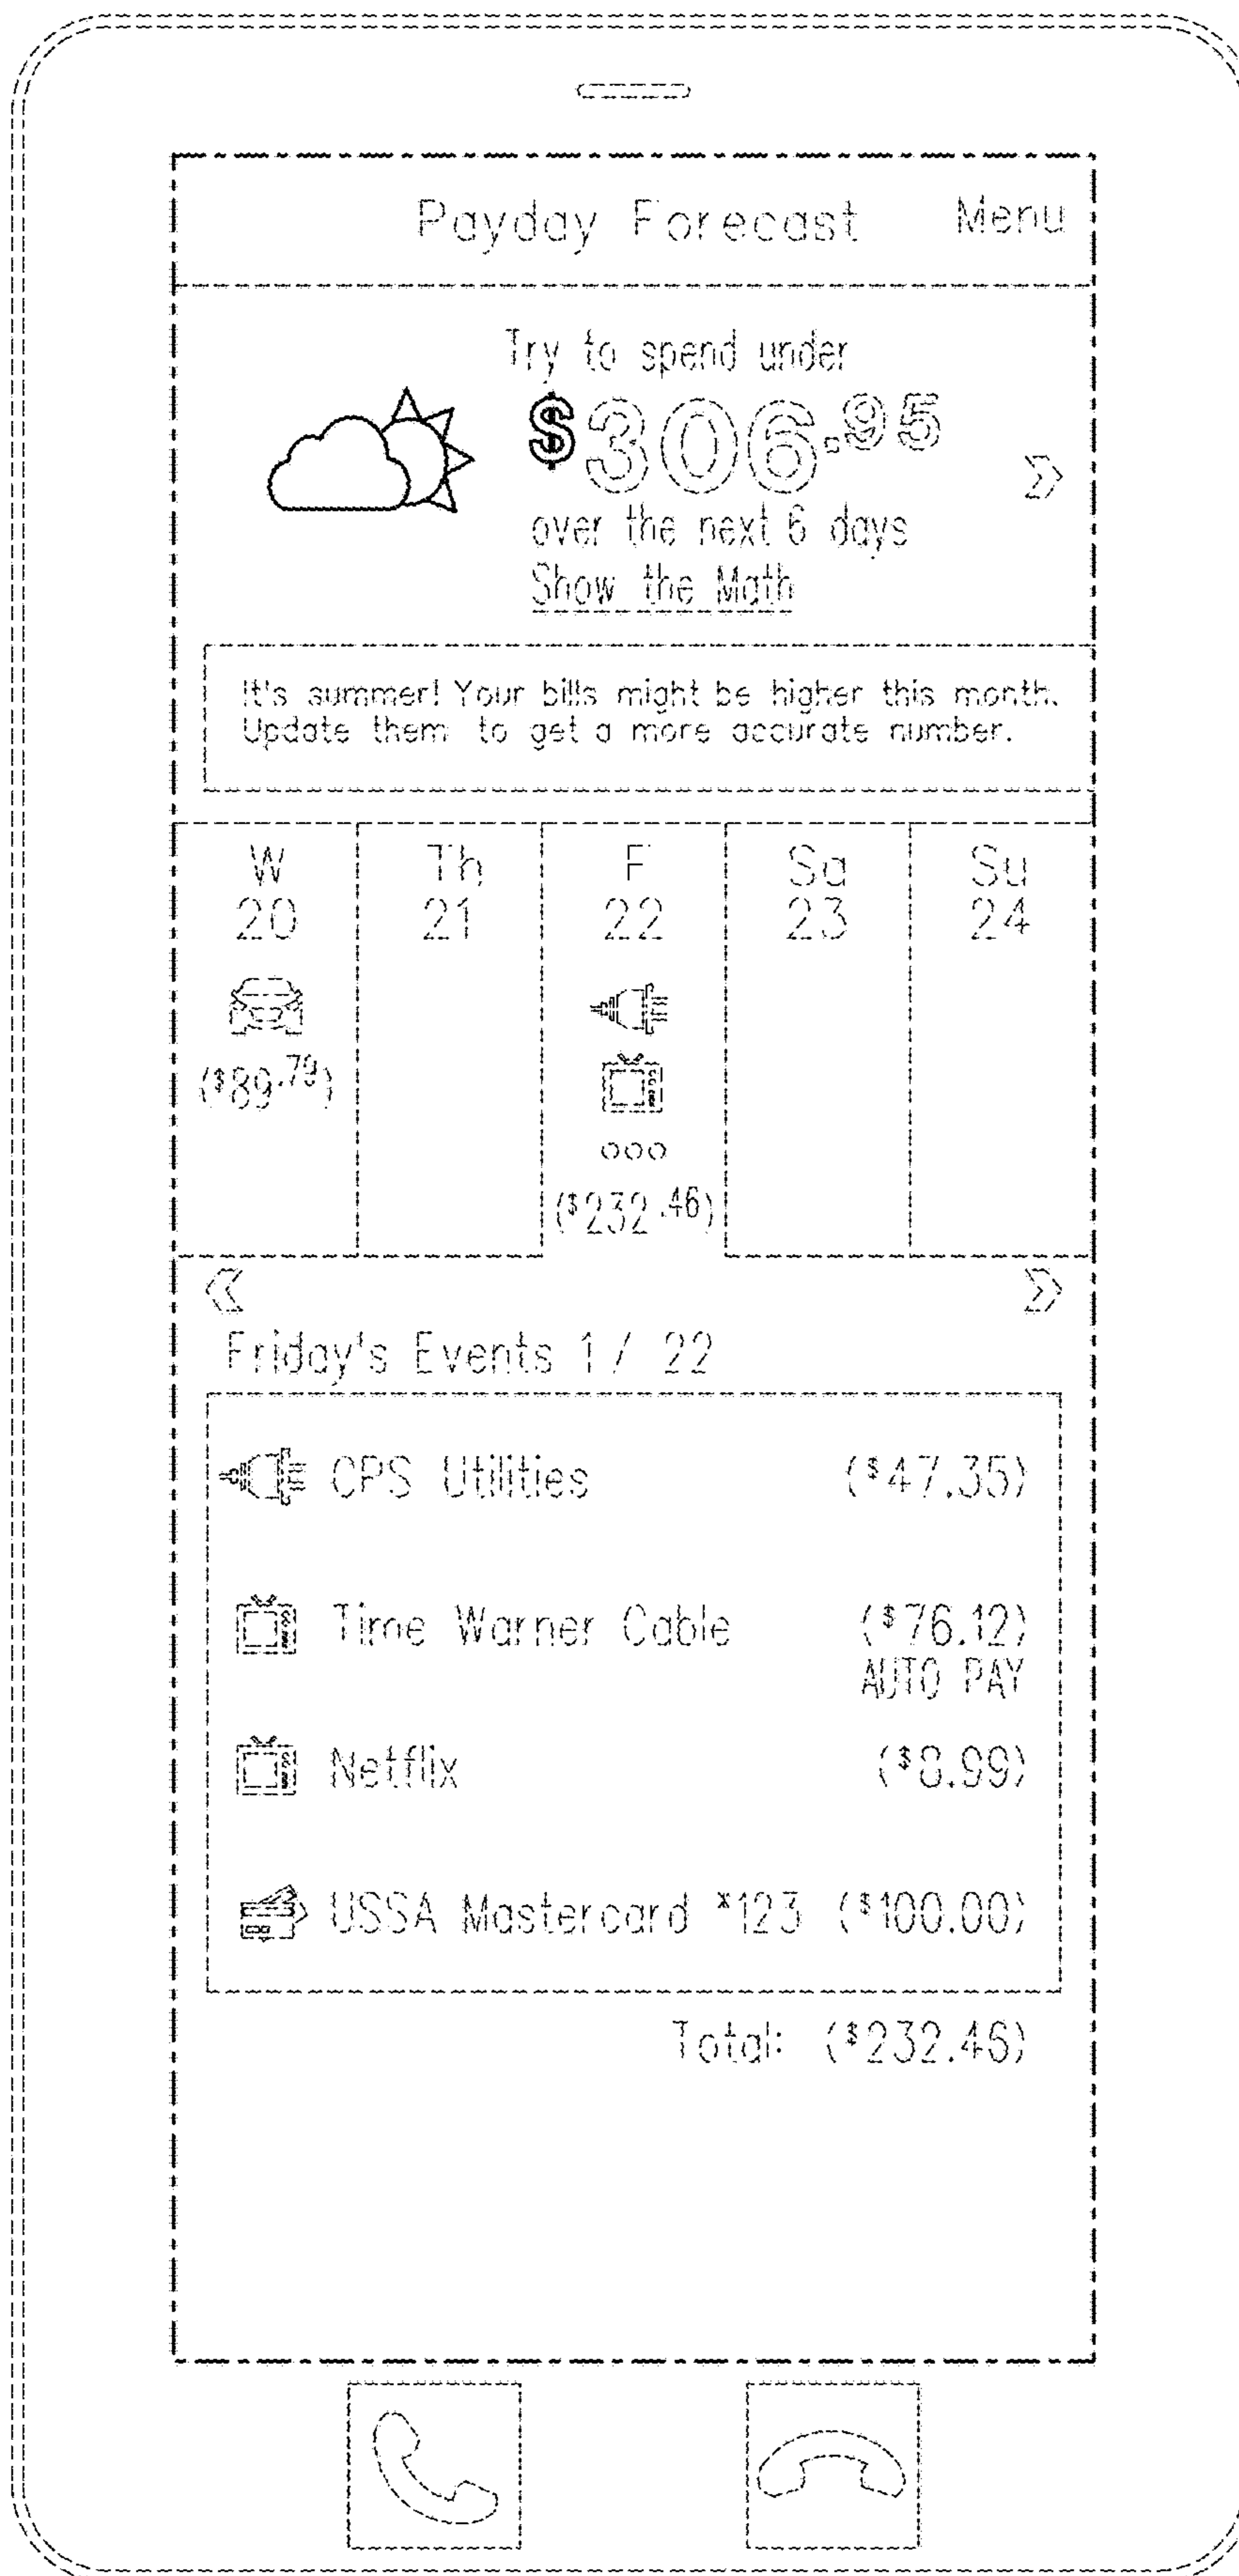 Payday Forecast Menu
Try to spend under
$306.95
over the next 6 days
Show the Math
It's summer! Your bills might be higher this month.
Update them to get a more accurate number.
W Th F Sa Su
20 21 22 23 24
($89.79)
($232.46)
Friday's Events 1 / 22
CPS Utilities ($47.35)
Time Warner Cable ($76.12)
AUTO PAY
Netflix ($8.99)
USSA Mastercard *123 ($100.00)
Total: ($232.46)